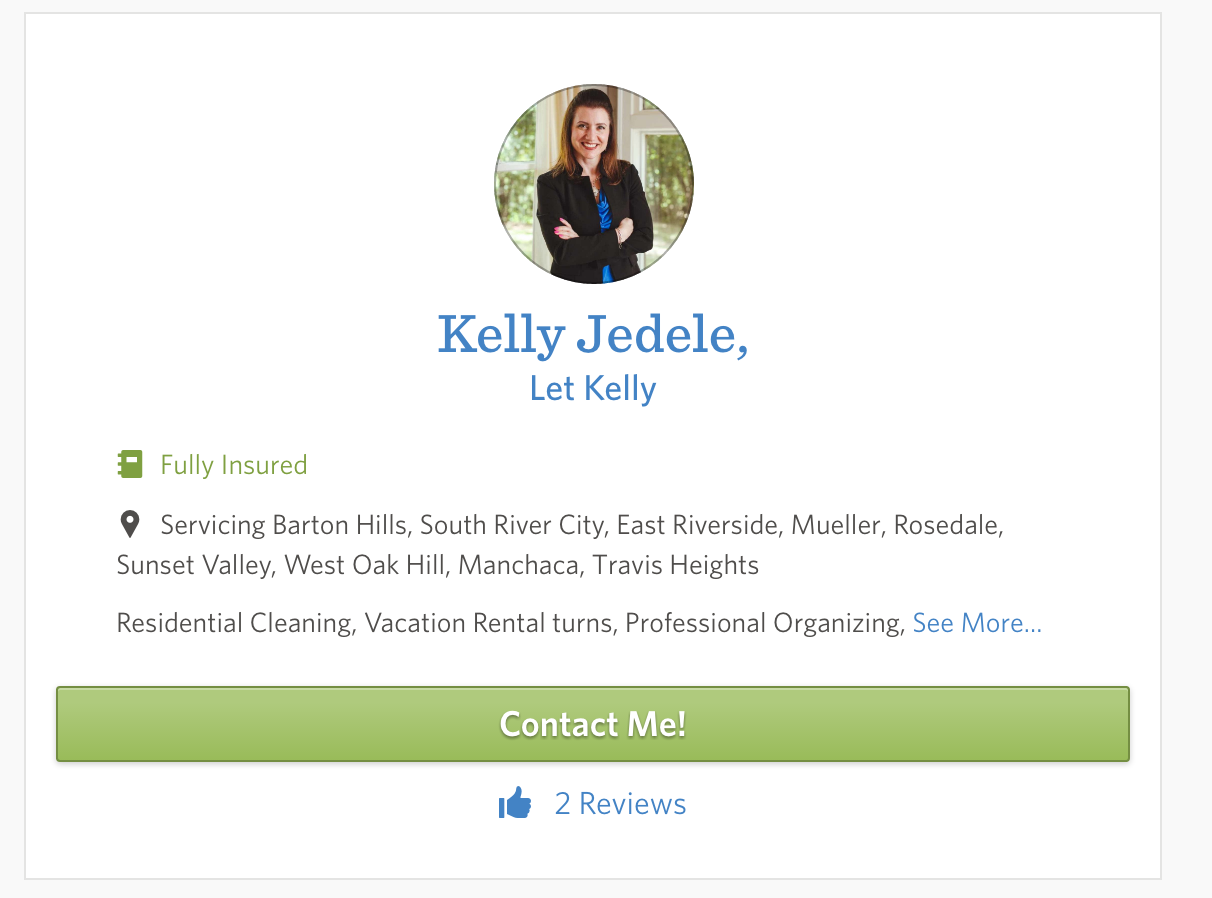 Kelly Jedele,
Let Kelly
Fully Insured
Servicing Barton Hills, South River City, East Riverside, Mueller, Rosedale,
Sunset Valley, West Oak Hill, Manchaca, Travis Heights
Residential Cleaning, Vacation Rental turns, Professional Organizing, See More...
Contact Me!
2 Reviews